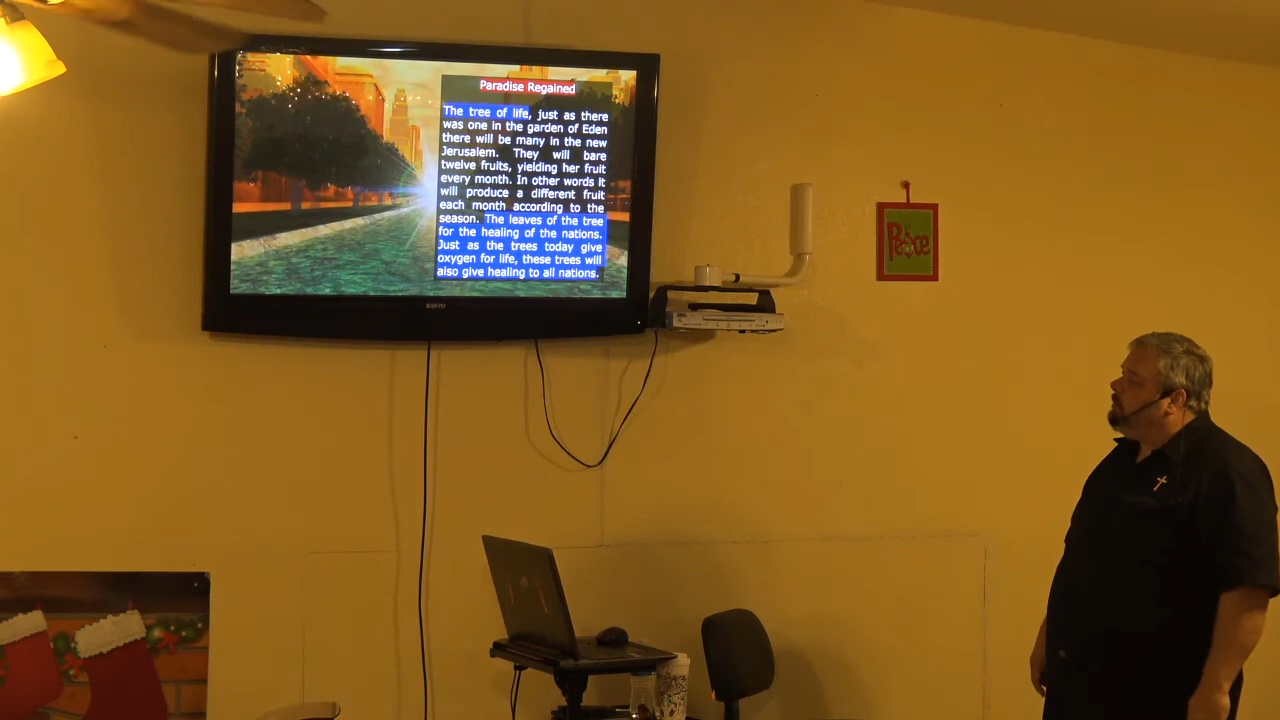 Paradise Regained
The tree of life, just as there
was one in the garden of Eden
there will be many in the new
Jerusalem. They will bare
twelve fruits, yielding her fruit
every month. In other words it
will produce a different fruit
each month according to the
season. The leaves of the tree
for the healing of the nations.
Just as the trees today give
oxygen for life, these trees will
also give healing to all nations.
SANYO
Peace